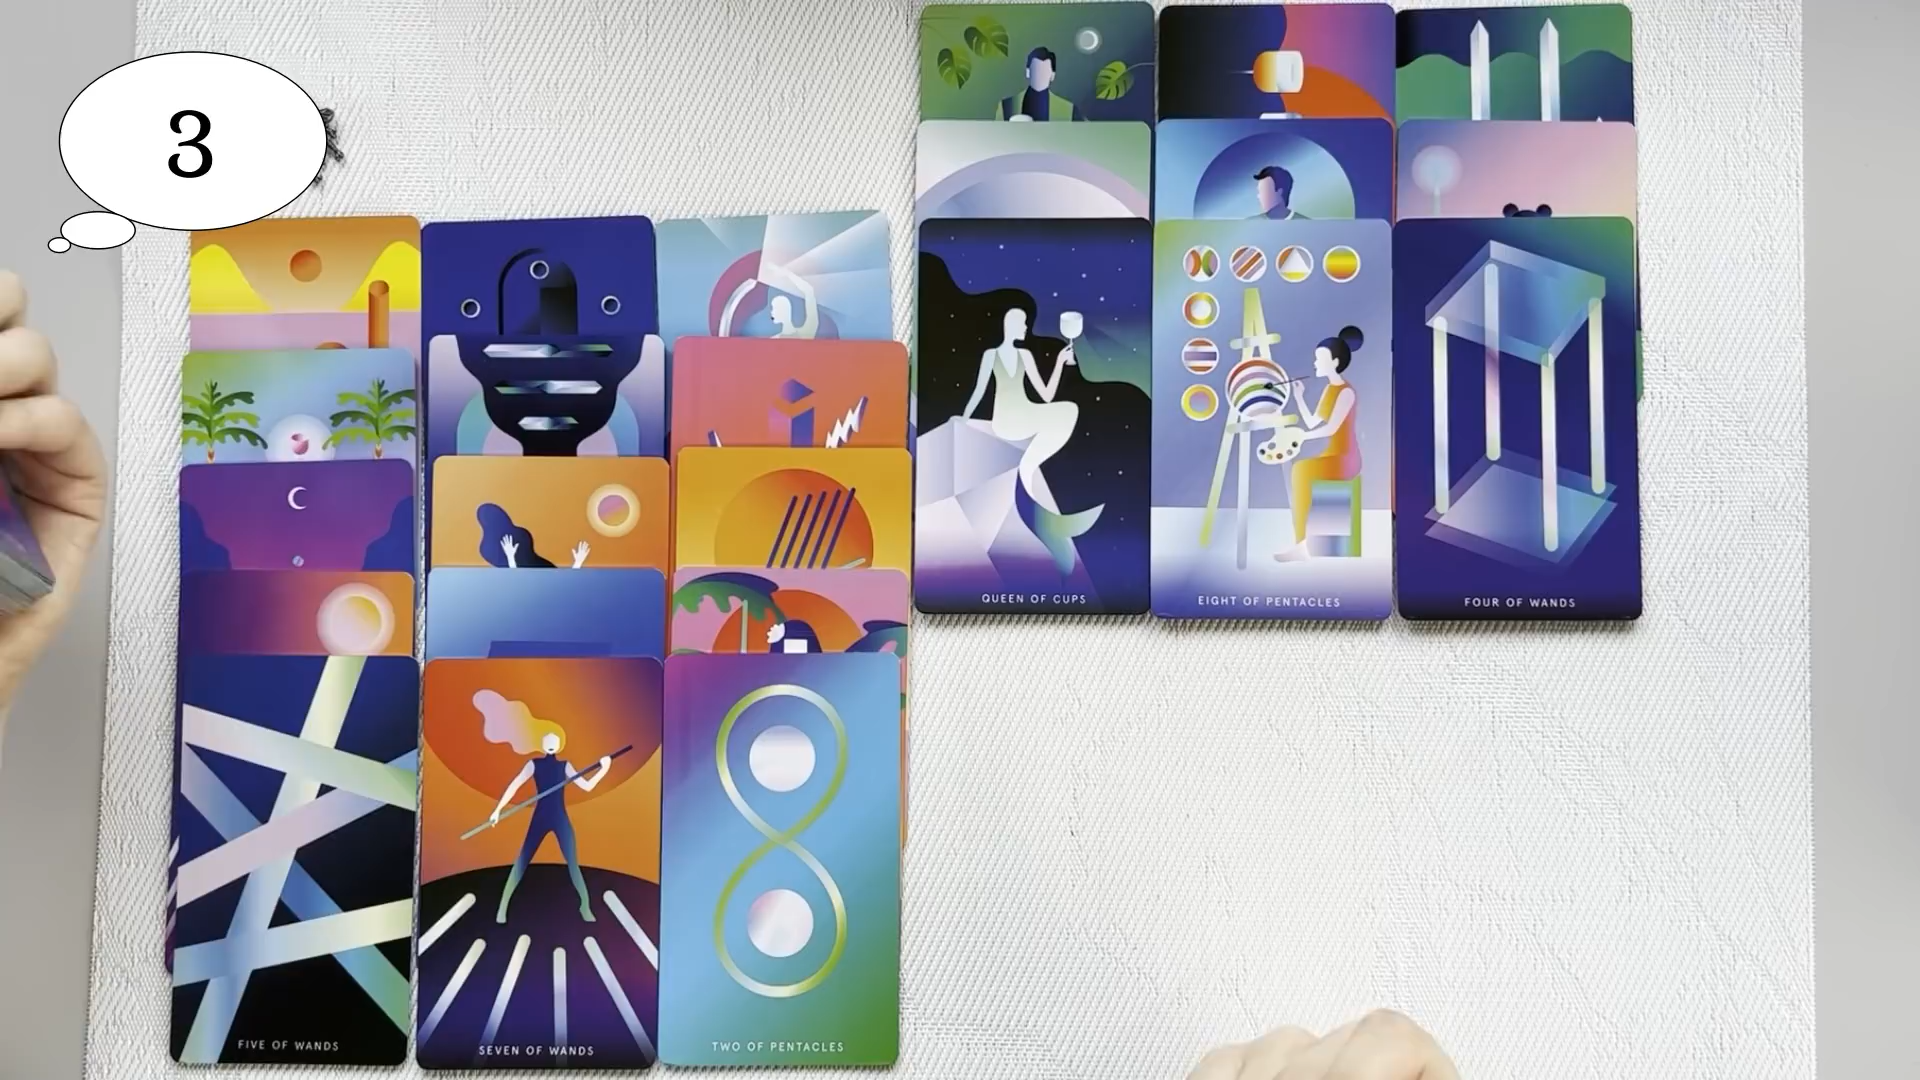 3
QUEEN OF CUPS
EIGHT OF PENTACLES
FOUR OF WANDS
FIVE OF WANDS
SEVEN OF WANDS
TWO OF PENTACLES